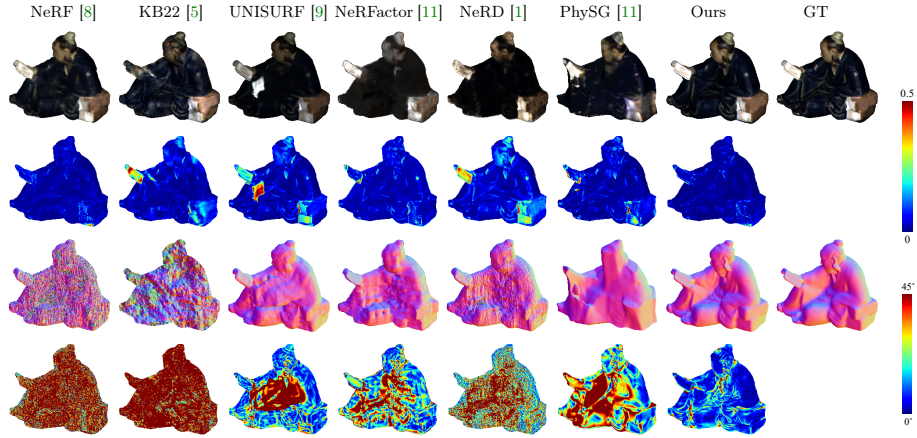 NeRF [8] KB22 [5] UNISURF [9] NeRFactor [11] NeRD [1] PhySG [11] Ours GT
0.5
0
45°
0°